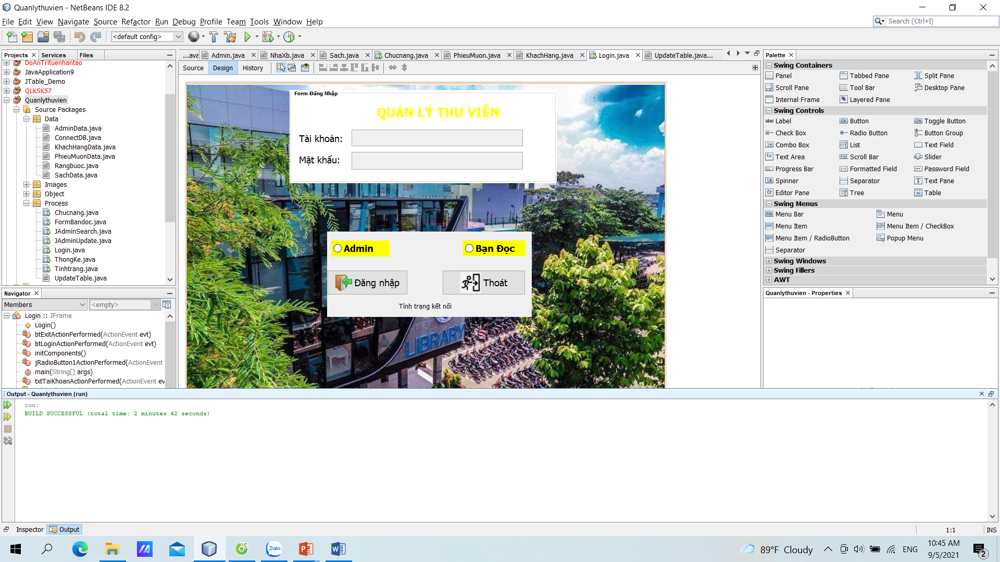 Quanlythuvien - NetBeans IDE 8.2
File Edit View Navigate Source Refactor Run Debug Profile Team Tools Window Help
Search (Ctrl+I)
<default config>
Projects Services Files
DoAnTrituenhantao
JavaApplication9
JTable_Demo
QLKSK57
Quanlythuvien
Source Packages
Data
AdminData.java
ConnectDB.java
KhachHangData.java
PhieuMuonData.java
Rangbuoc.java
SachData.java
Images
Object
Process
Chucnang.java
FormBandoc.java
JAdminSearch.java
JAdminUpdate.java
Login.java
ThongKe.java
Tinhtrang.java
UpdateTable.java
Navigator
Members <empty>
Login :: JFrame
Login()
btExitActionPerformed(ActionEvent evt)
btLoginActionPerformed(ActionEvent evt)
initComponents()
jRadioButton1ActionPerformed(ActionEvent
main(String[] args)
txtTaiKhoanActionPerformed(ActionEvent ev
...ava Admin.java NhaXb.java Sach.java Chucnang.java PhieuMuon.java KhachHang.java Login.java UpdateTable.java...
Source Design History
Form Đăng Nhập
QUẢN LÝ THƯ VIỆN
Tài khoản:
Mật khẩu:
Admin Bạn Đọc
Đăng nhập Thoát
Tình trạng kết nối
LIBRARY
Palette
Swing Containers
Panel Tabbed Pane Split Pane
Scroll Pane Tool Bar Desktop Pane
Internal Frame Layered Pane
Swing Controls
Label Button Toggle Button
Check Box Radio Button Button Group
Combo Box List Text Field
Text Area Scroll Bar Slider
Progress Bar Formatted Field Password Field
Spinner Separator Text Pane
Editor Pane Tree Table
Swing Menus
Menu Bar Menu
Menu Item Menu Item / CheckBox
Menu Item / RadioButton Popup Menu
Separator
Swing Windows
Swing Fillers
AWT
Quanlythuvien - Properties
Output - Quanlythuvien (run)
run:
BUILD SUCCESSFUL (total time: 2 minutes 42 seconds)
Inspector Output
1:1 INS
Zalo
89°F Cloudy
ENG
10:45 AM
9/5/2021
2